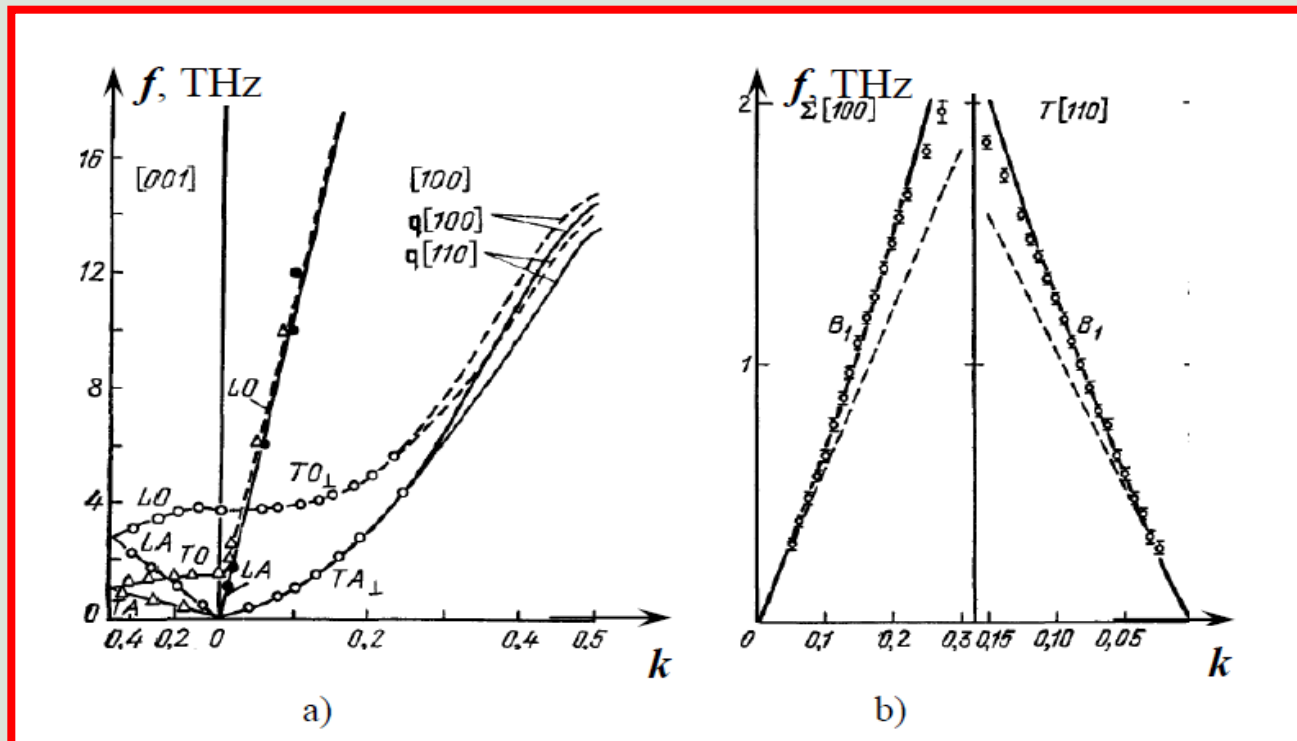 f, THz
16
12
8
4
0
[001]
[100]
q[100]
q[110]
LO
TO⊥
LO
LA
TO
LA
TA
TA⊥
0.4
0.2
0
0.2
0.4
0.5
k
a)
f, THz
2
Σ[100]
T[110]
B₁
B₁
1
0
0,1
0,2
0,3
0,15
0,10
0,05
k
b)